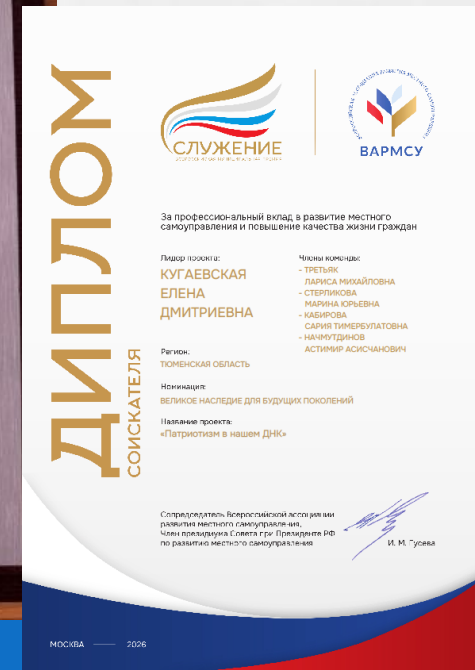 ДИПЛОМ
СОИСКАТЕЛЯ
СЛУЖЕНИЕ
ВАРМСУ
За профессиональный вклад в развитие местного
самоуправления и повышение качества жизни граждан
Лидер проекта:
КУГАЕВСКАЯ
ЕЛЕНА
ДМИТРИЕВНА
Члены команды:
- ТРЕТЬЯК
ЛАРИСА МИХАЙЛОВНА
- СТЕРЛИКОВА
МАРИНА ЮРЬЕВНА
- КАБИРОВА
САРИЯ ТИМЕРБУЛАТОВНА
- НАЧМУТДИНОВ
АСТИМИР АСИСЧАНОВИЧ
Регион:
ТЮМЕНСКАЯ ОБЛАСТЬ
Номинация:
ВЕЛИКОЕ НАСЛЕДИЕ ДЛЯ БУДУЩИХ ПОКОЛЕНИЙ
Название проекта:
«Патриотизм в нашем ДНК»
Сопредседатель Всероссийской ассоциации
развития местного самоуправления,
Член президиума Совета при Президенте РФ
по развитию местного самоуправления
И. М. Гусева
МОСКВА — 2026